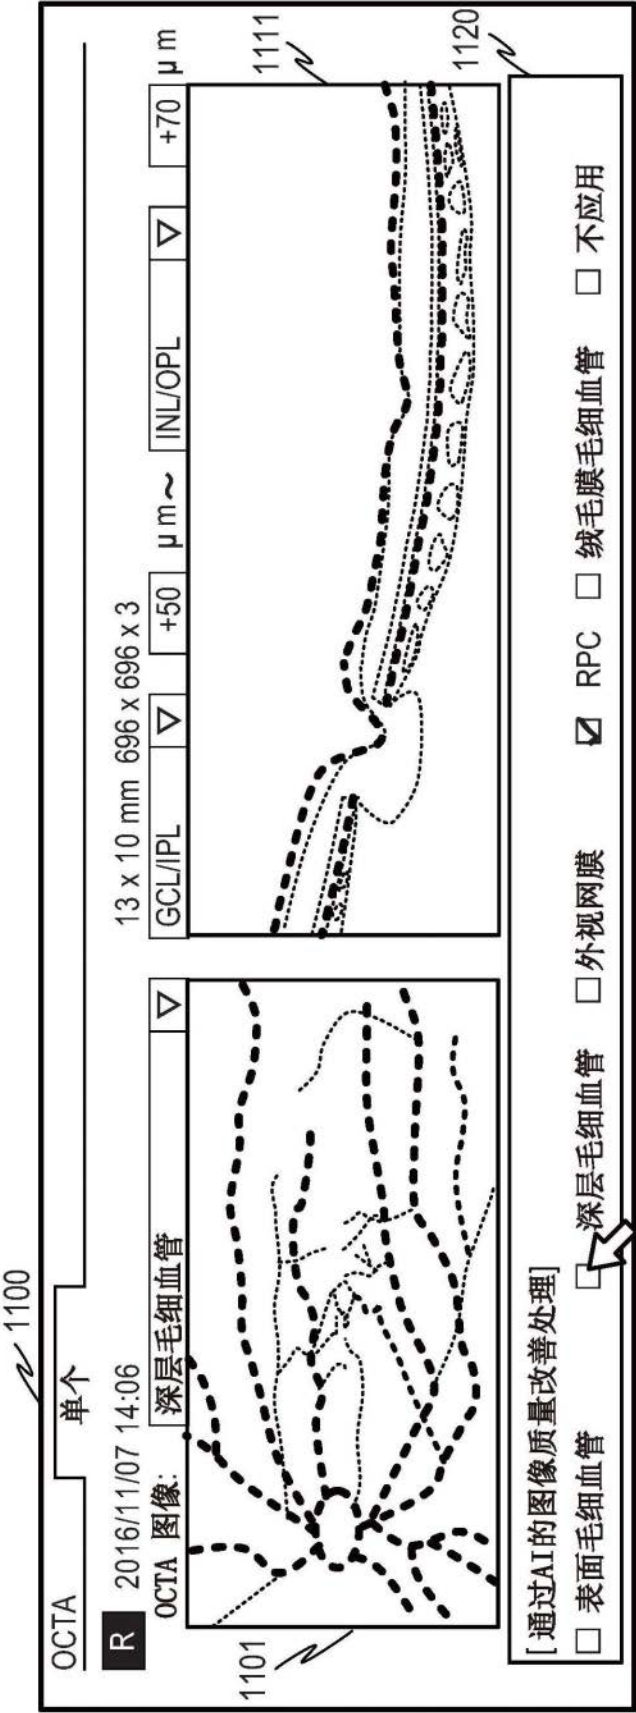 1100
OCTA
单个
R 2016/11/07 14:06
13 x 10 mm 696 x 696 x 3
OCTA 图像: 深层毛细血管 ▽
GCL/IPL ▽ +50 μm~ INL/OPL ▽ +70 μm
1101
1111
1120
[通过AI的图像质量改善处理]
□ 表面毛细血管 □ 深层毛细血管 □ 外视网膜 ☑ RPC □ 绒毛膜毛细血管 □ 不应用